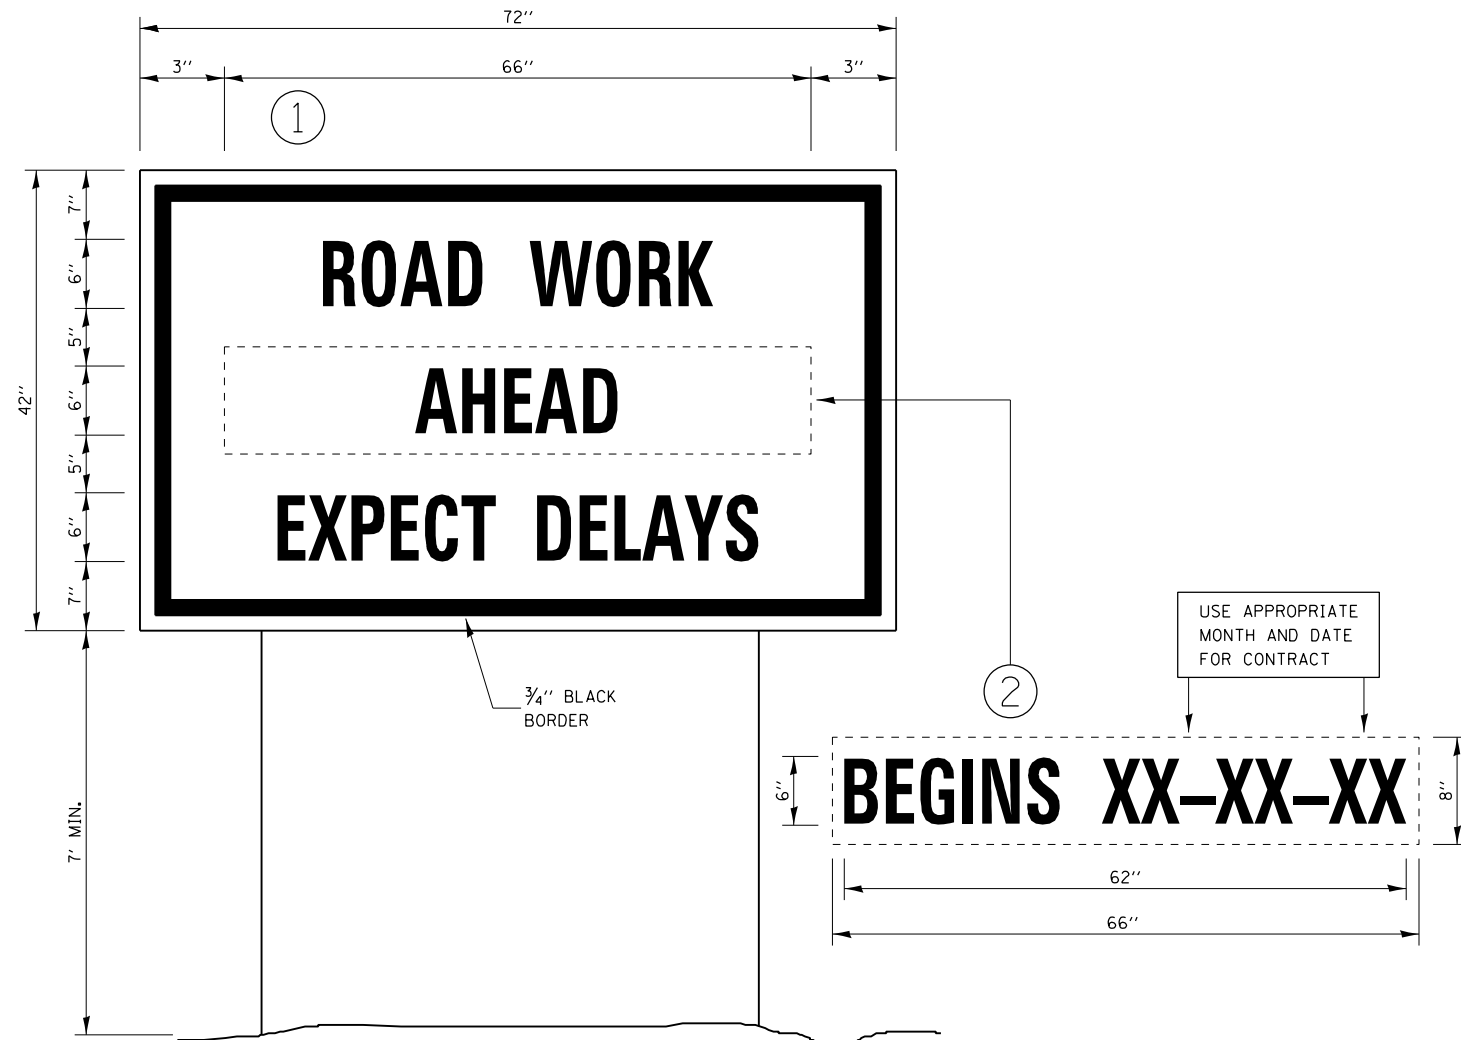 72''
3'' 66'' 3''
1
7''
6''
5''
6''
5''
6''
7''
42''
ROAD WORK
AHEAD
EXPECT DELAYS
3/4'' BLACK
BORDER
7' MIN.
2
USE APPROPRIATE
MONTH AND DATE
FOR CONTRACT
6''
BEGINS XX–XX–XX
8''
62''
66''